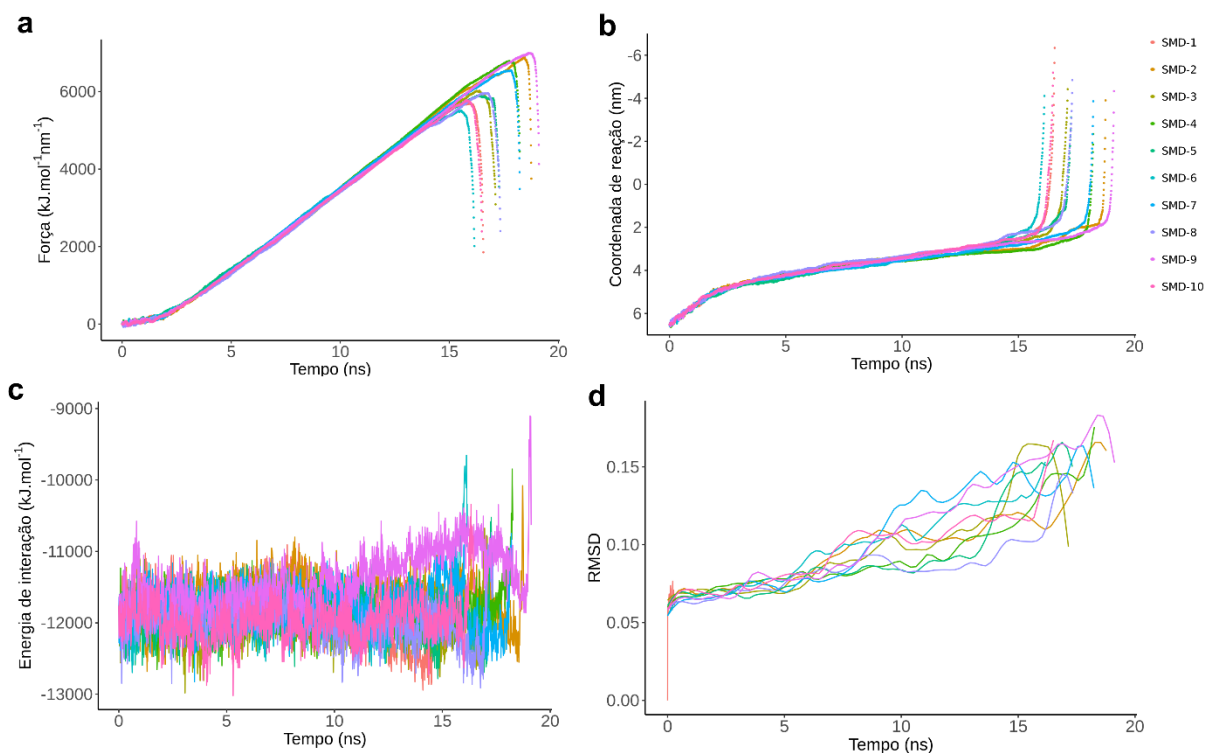 a
Força (kJ.mol⁻¹nm⁻¹)
6000
4000
2000
0
0 5 10 15 20
Tempo (ns)
b
Coordenada de reação (nm)
-6
-4
-2
0
2
4
6
0 5 10 15 20
Tempo (ns)
SMD-1
SMD-2
SMD-3
SMD-4
SMD-5
SMD-6
SMD-7
SMD-8
SMD-9
SMD-10
c
Energia de interação (kJ.mol⁻¹)
-9000
-10000
-11000
-12000
-13000
0 5 10 15 20
Tempo (ns)
d
RMSD
0.15
0.10
0.05
0.00
0 5 10 15 20
Tempo (ns)